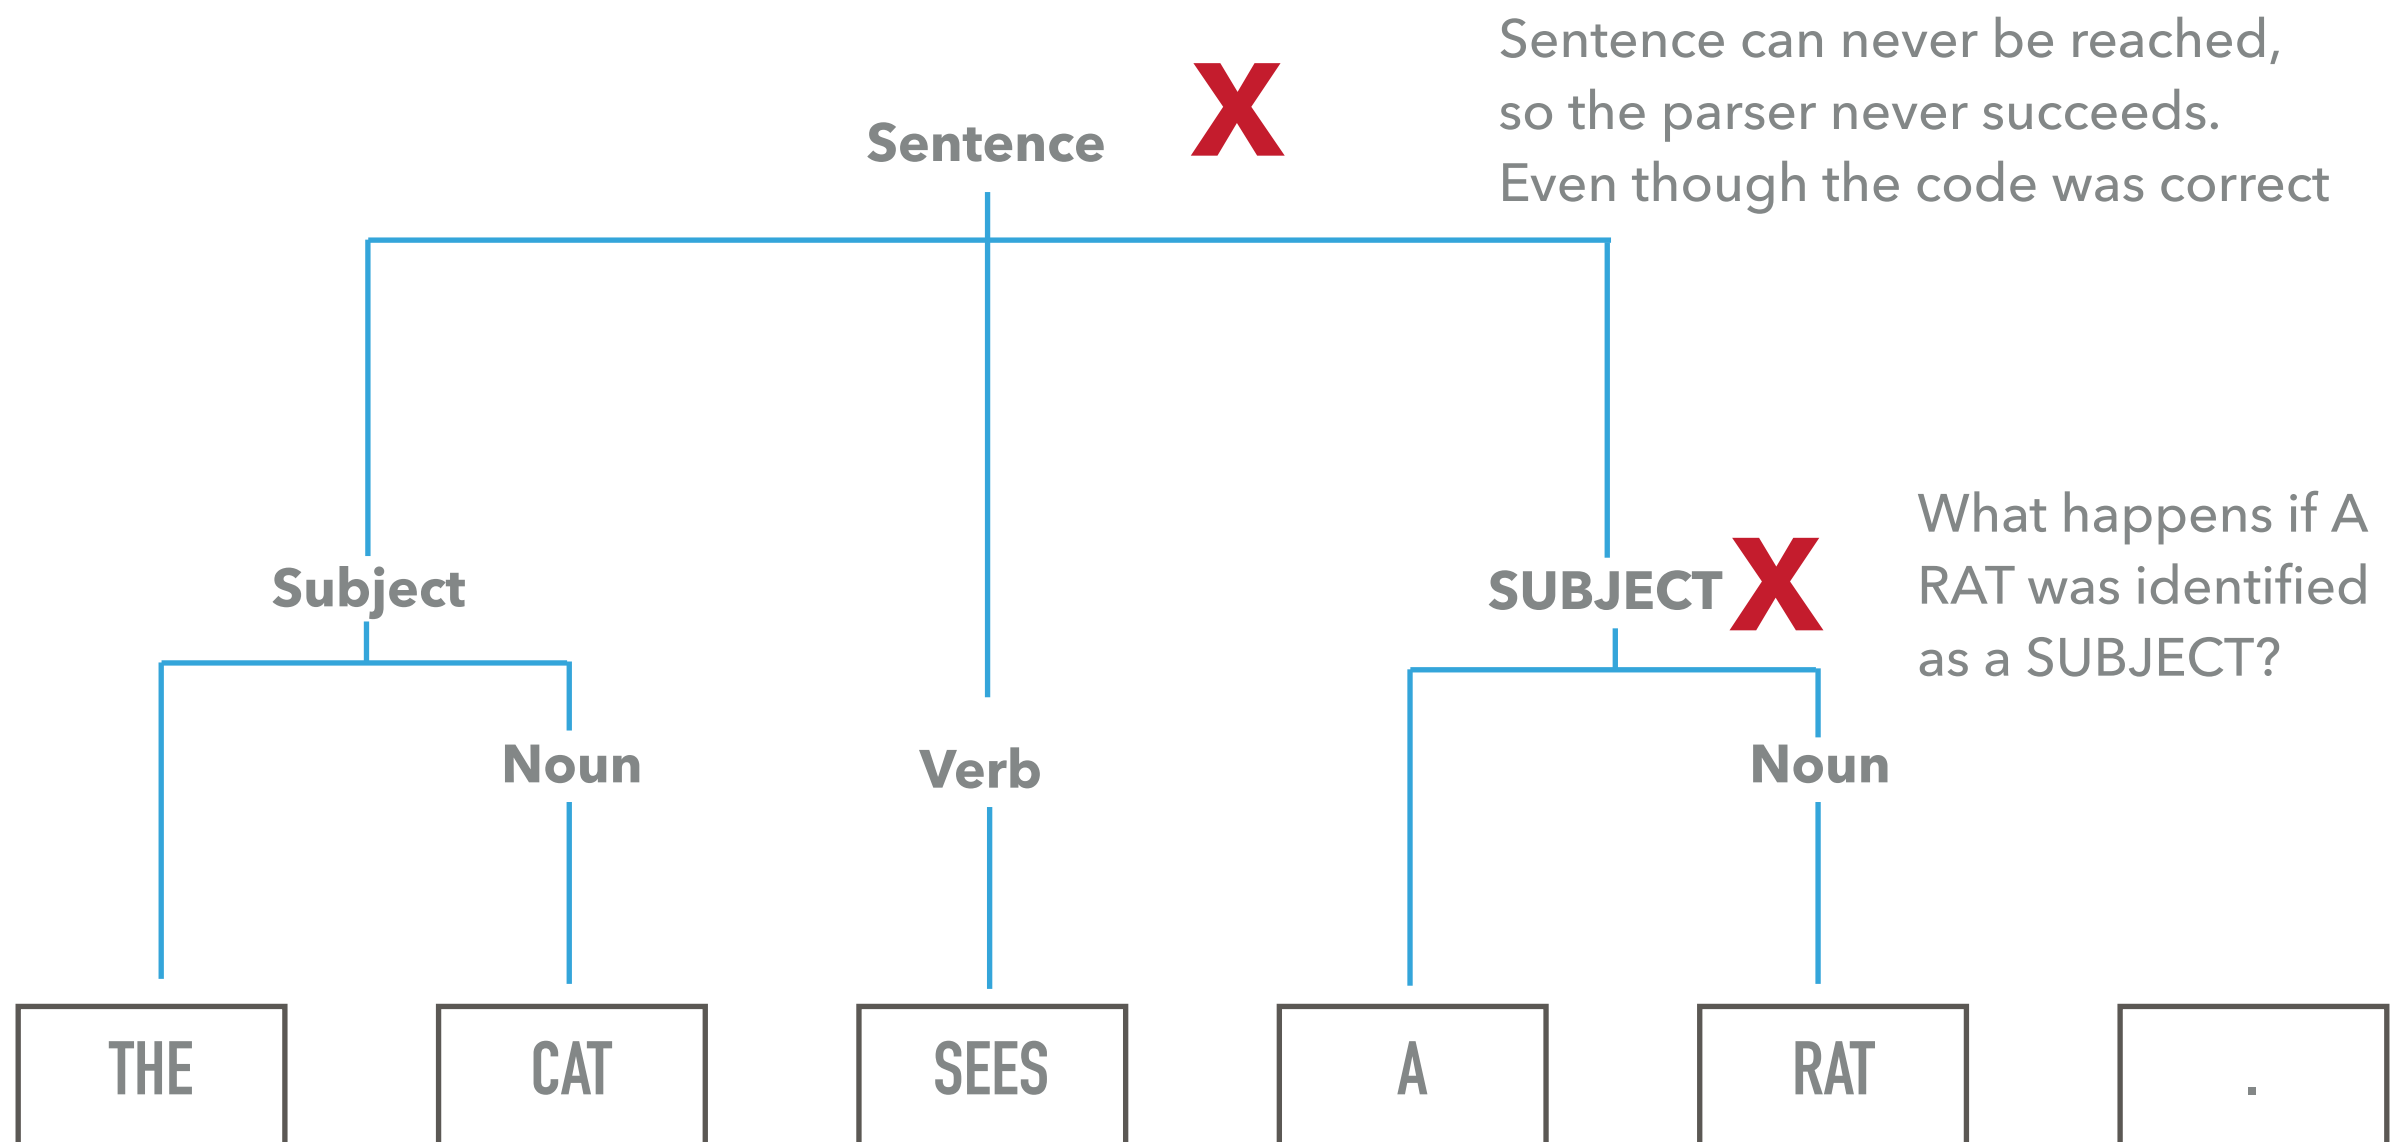 Sentence can never be reached,
so the parser never succeeds.
Even though the code was correct
Sentence
X
What happens if A
RAT was identified
as a SUBJECT?
Subject
SUBJECT
X
Noun
Verb
Noun
THE
CAT
SEES
A
RAT
.